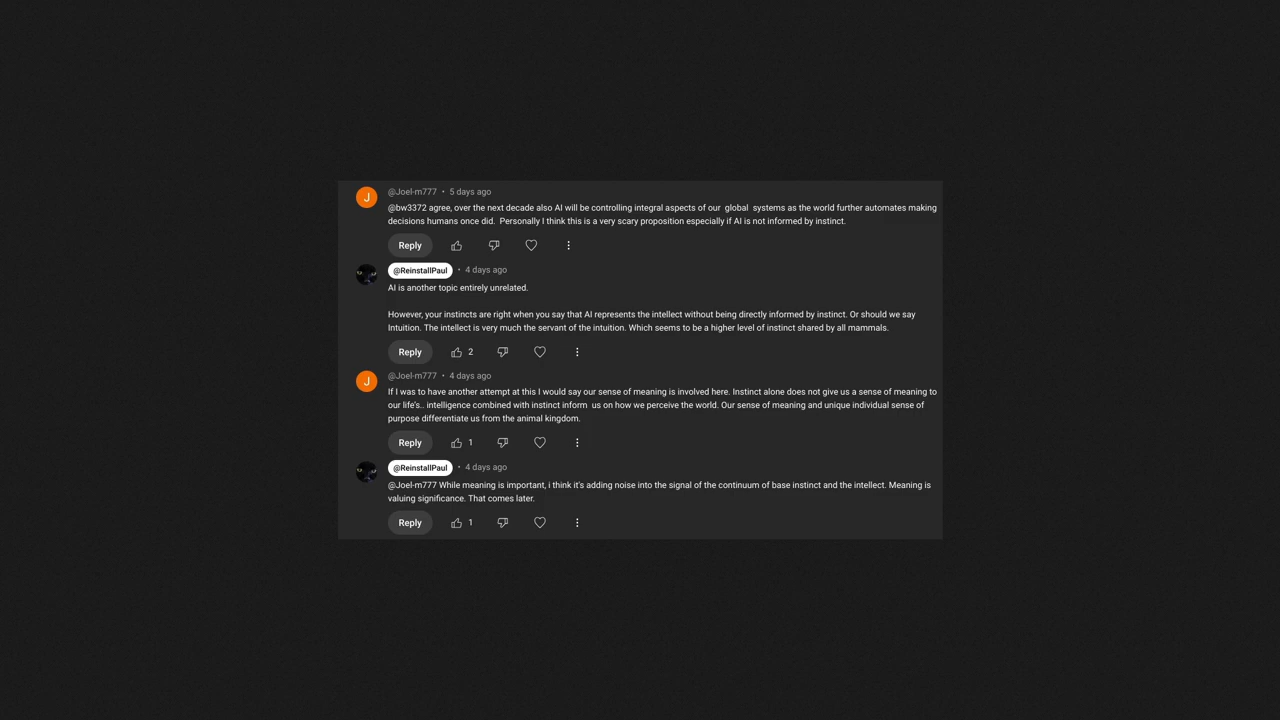 @Joel-m777 • 5 days ago
@bw3372 agree, over the next decade also AI will be controlling integral aspects of our  global  systems as the world further automates making
decisions humans once did.  Personally I think this is a very scary proposition especially if AI is not informed by instinct.
Reply
@ReinstallPaul • 4 days ago
AI is another topic entirely unrelated.
However, your instincts are right when you say that AI represents the intellect without being directly informed by instinct. Or should we say
Intuition. The intellect is very much the servant of the intuition. Which seems to be a higher level of instinct shared by all mammals.
Reply 2
J
@Joel-m777 • 4 days ago
If I was to have another attempt at this I would say our sense of meaning is involved here. Instinct alone does not give us a sense of meaning to
our life's.. intelligence combined with instinct inform  us on how we perceive the world. Our sense of meaning and unique individual sense of
purpose differentiate us from the animal kingdom.
Reply 1
@ReinstallPaul • 4 days ago
@Joel-m777 While meaning is important, i think it's adding noise into the signal of the continuum of base instinct and the intellect. Meaning is
valuing significance. That comes later.
Reply 1
J